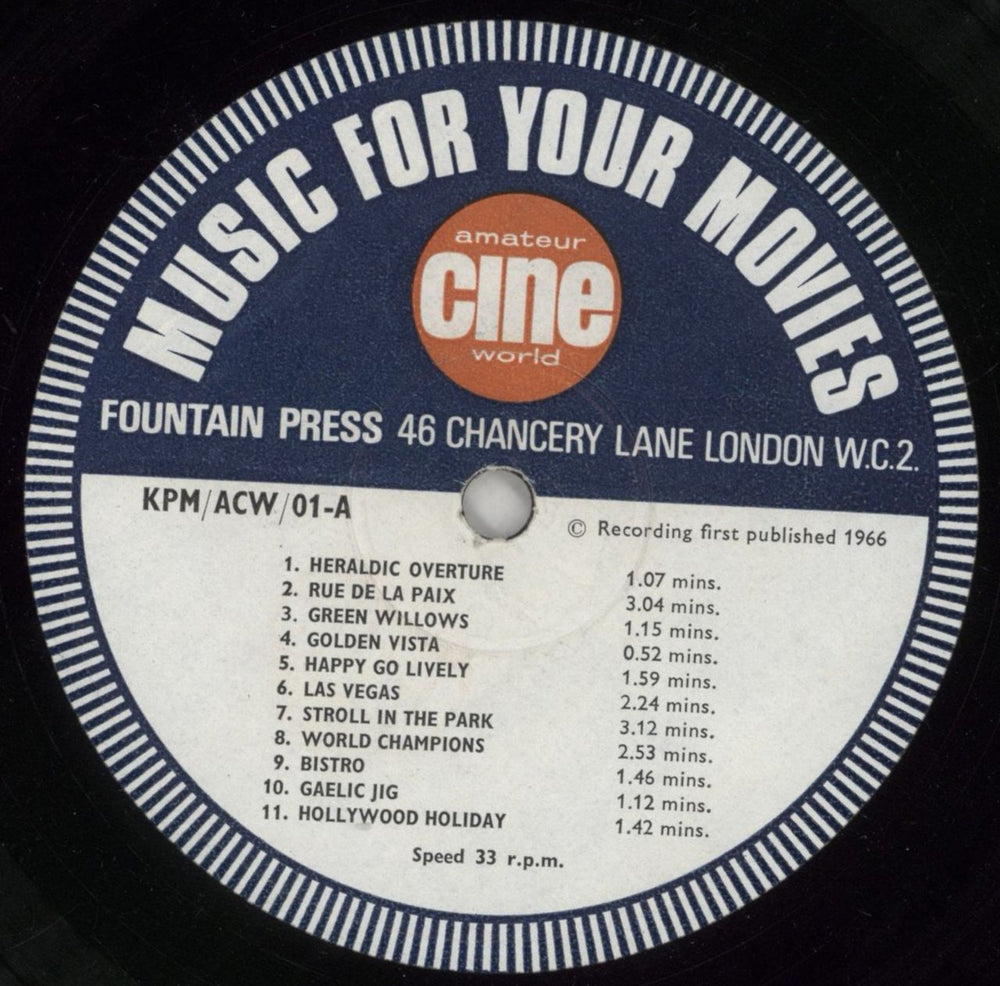 MUSIC FOR YOUR MOVIES
amateur
cine
world
FOUNTAIN PRESS 46 CHANCERY LANE LONDON W.C.2.
KPM/ACW/01-A
© Recording first published 1966
1. HERALDIC OVERTURE 1.07 mins.
2. RUE DE LA PAIX 3.04 mins.
3. GREEN WILLOWS 1.15 mins.
4. GOLDEN VISTA 0.52 mins.
5. HAPPY GO LIVELY 1.59 mins.
6. LAS VEGAS 2.24 mins.
7. STROLL IN THE PARK 3.12 mins.
8. WORLD CHAMPIONS 2.53 mins.
9. BISTRO 1.46 mins.
10. GAELIC JIG 1.12 mins.
11. HOLLYWOOD HOLIDAY 1.42 mins.
Speed 33 r.p.m.